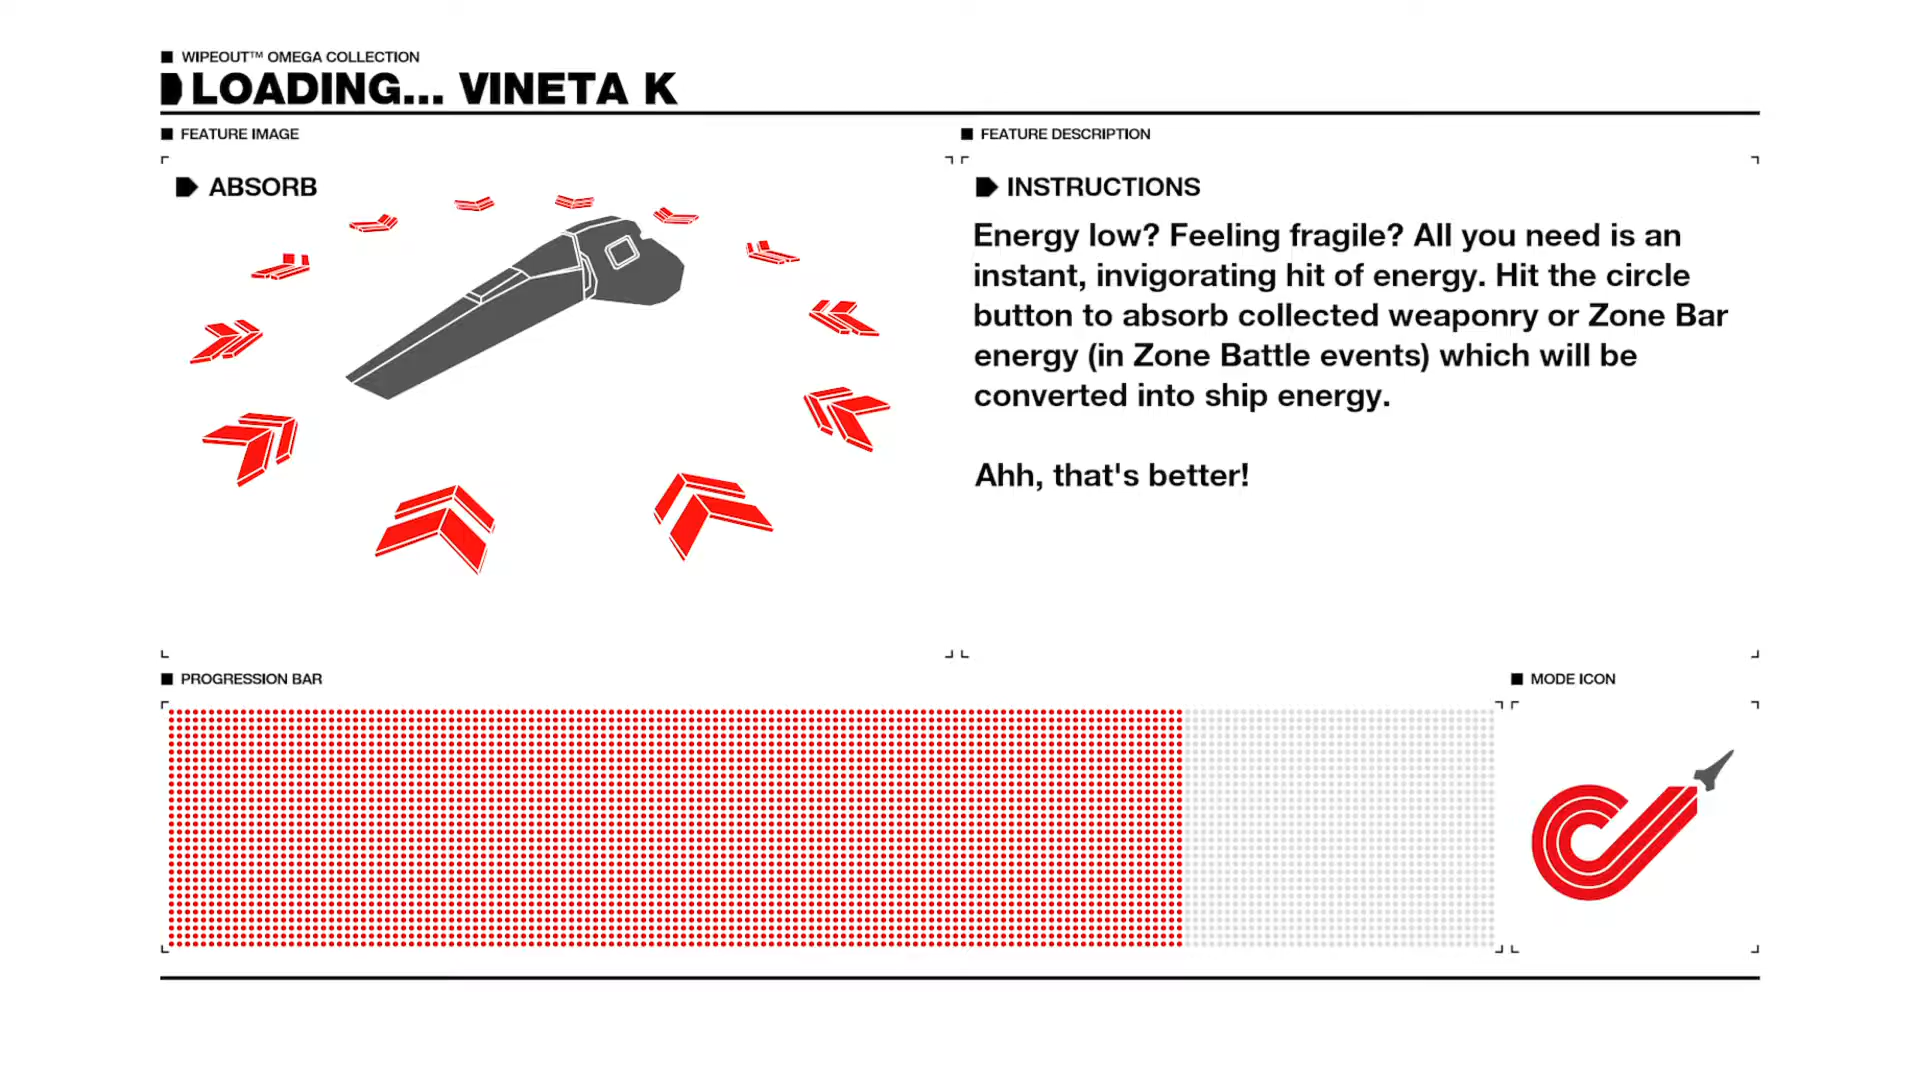 WIPEOUT™ OMEGA COLLECTION
LOADING... VINETA K
FEATURE IMAGE
ABSORB
FEATURE DESCRIPTION
INSTRUCTIONS
Energy low? Feeling fragile? All you need is an
instant, invigorating hit of energy. Hit the circle
button to absorb collected weaponry or Zone Bar
energy (in Zone Battle events) which will be
converted into ship energy.
Ahh, that's better!
PROGRESSION BAR
MODE ICON